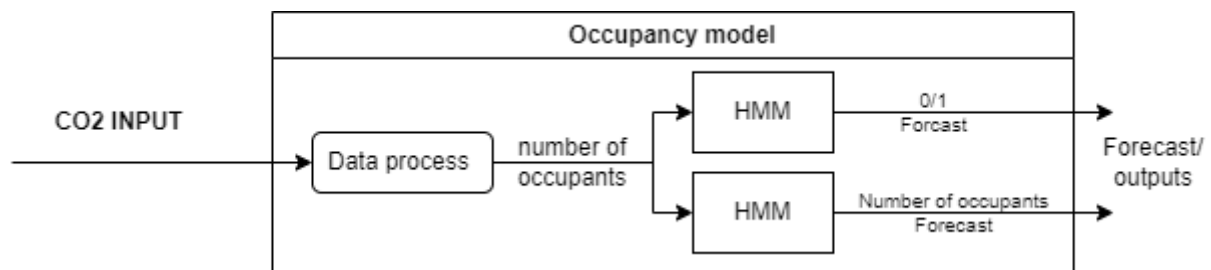 Occupancy model
CO2 INPUT
Data process
number of
occupants
HMM
0/1
Forcast
HMM
Number of occupants
Forecast
Forecast/
outputs